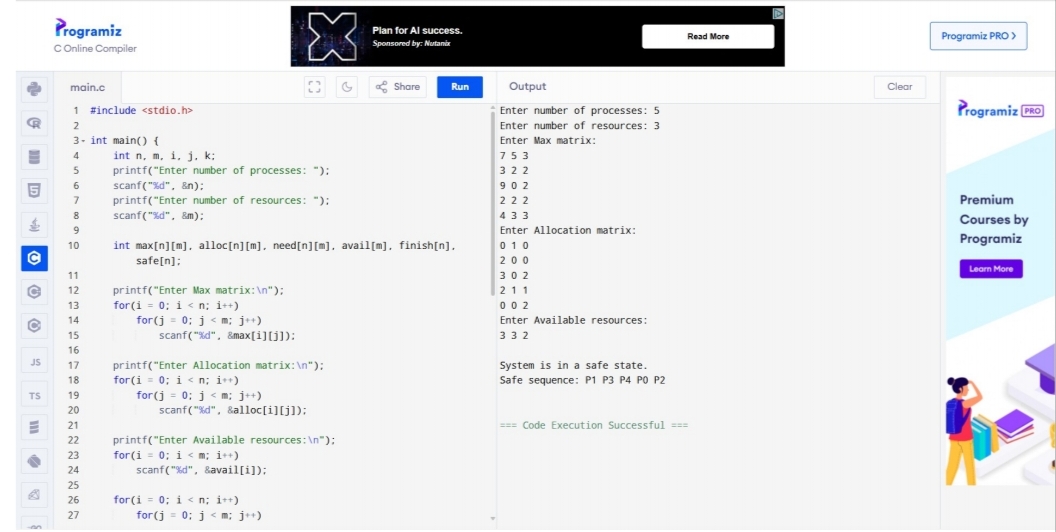 Programiz
C Online Compiler
Plan for AI success.
Sponsored by: Nutanix
Read More
Programiz PRO >
main.c
Share
Run
Output
Clear
1 #include <stdio.h>
2
3 int main() {
4 int n, m, i, j, k;
5 printf("Enter number of processes: ");
6 scanf("%d", &n);
7 printf("Enter number of resources: ");
8 scanf("%d", &m);
9
10 int max[n][m], alloc[n][m], need[n][m], avail[m], finish[n],
safe[n];
11
12 printf("Enter Max matrix:\n");
13 for(i = 0; i < n; i++)
14 for(j = 0; j < m; j++)
15 scanf("%d", &max[i][j]);
16
17 printf("Enter Allocation matrix:\n");
18 for(i = 0; i < n; i++)
19 for(j = 0; j < m; j++)
20 scanf("%d", &alloc[i][j]);
21
22 printf("Enter Available resources:\n");
23 for(i = 0; i < m; i++)
24 scanf("%d", &avail[i]);
25
26 for(i = 0; i < n; i++)
27 for(j = 0; j < m; j++)
Enter number of processes: 5
Enter number of resources: 3
Enter Max matrix:
7 5 3
3 2 2
9 0 2
2 2 2
4 3 3
Enter Allocation matrix:
0 1 0
2 0 0
3 0 2
2 1 1
0 0 2
Enter Available resources:
3 3 2
System is in a safe state.
Safe sequence: P1 P3 P4 P0 P2
=== Code Execution Successful ===
JS
TS
Programiz PRO
Premium
Courses by
Programiz
Learn More